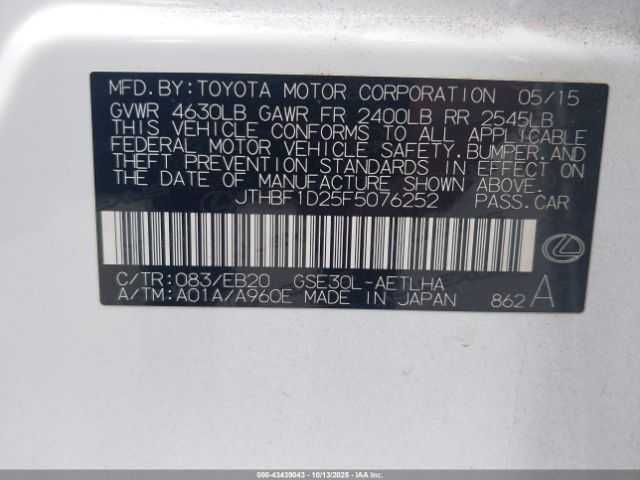 MFD.BY:TOYOTA MOTOR CORPORATION 05/15
GVWR 4630LB GAWR FR 2400LB RR 2545LB
THIS VEHICLE CONFORMS TO ALL APPLICABLE
FEDERAL MOTOR VEHICLE SAFETY,BUMPER,AND
THEFT PREVENTION STANDARDS IN EFFECT ON
THE DATE OF MANUFACTURE SHOWN ABOVE.
JTHBF1D25F5076252 PASS.CAR
C/TR:083/EB20 GSE30L-AETLHA
A/TM:A01A/A960E MADE IN JAPAN 862 A
000-43439043 | 10/13/2025 | IAA Inc.